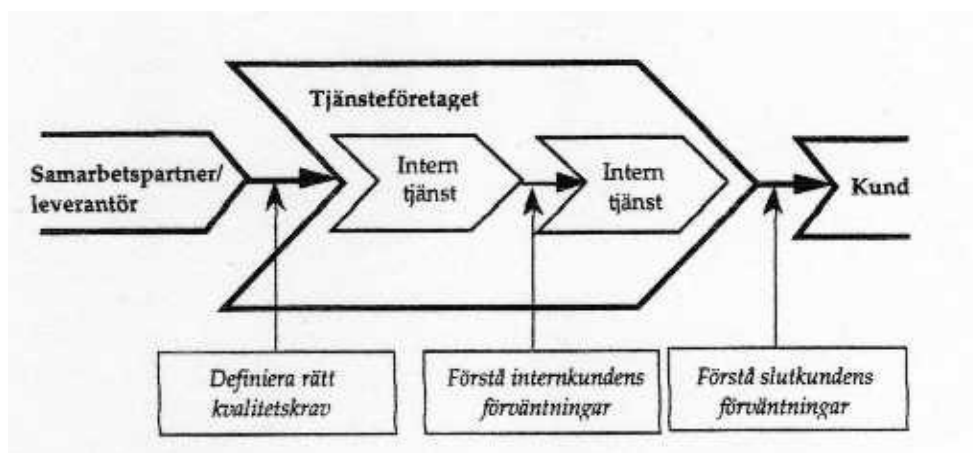 Tjänsteföretaget
Samarbetspartner/
leverantör
Intern
tjänst
Intern
tjänst
Kund
Definiera rätt
kvalitetskrav
Förstå internkundens
förväntningar
Förstå slutkundens
förväntningar